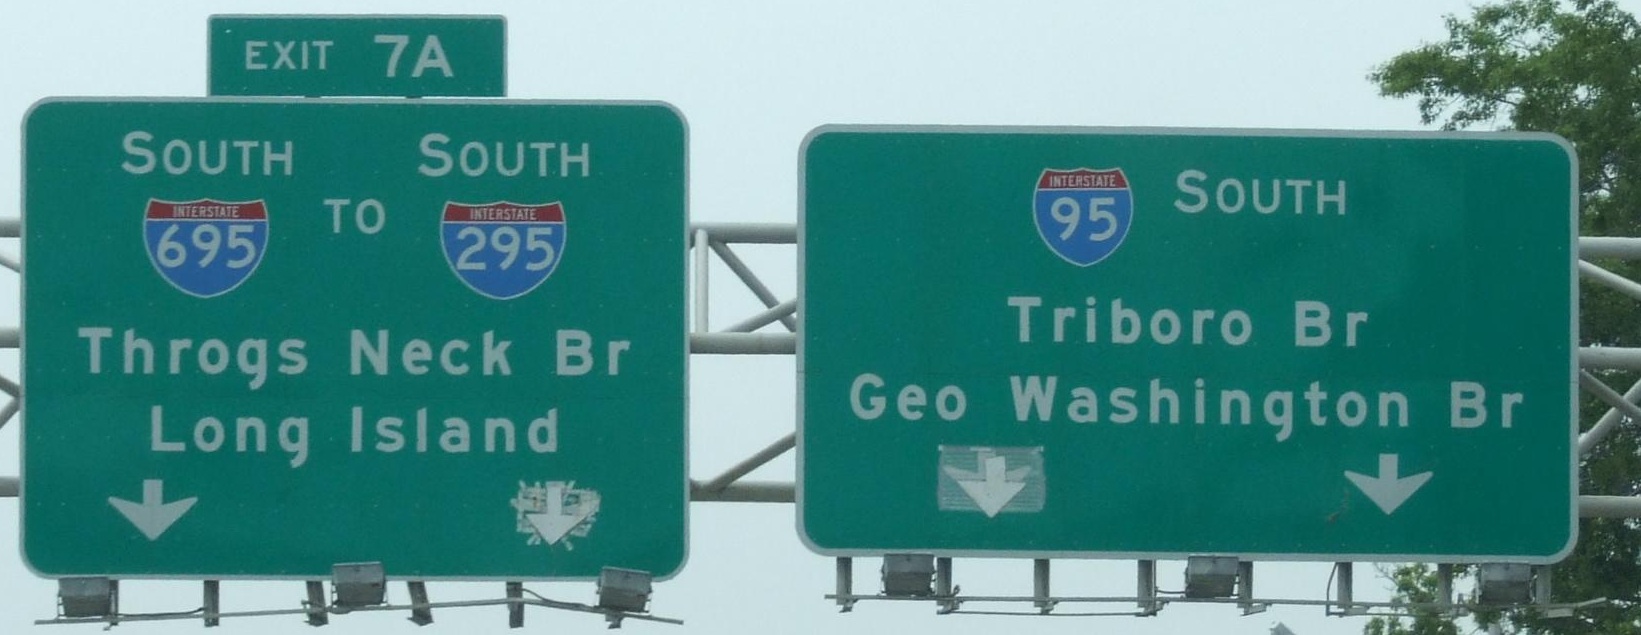 EXIT 7A
SOUTH SOUTH
INTERSTATE 695 TO INTERSTATE 295
Throgs Neck Br
Long Island
INTERSTATE 95 SOUTH
Triboro Br
Geo Washington Br